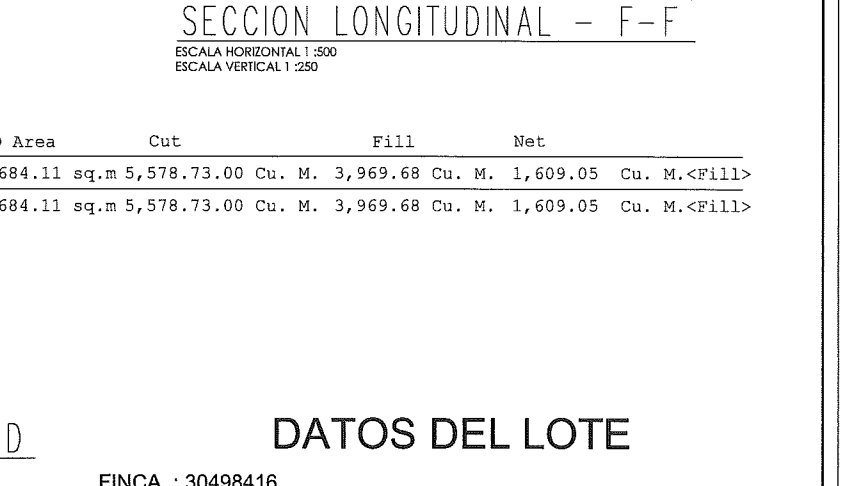 SECCION LONGITUDINAL - F-F
ESCALA HORIZONTAL 1 :500
ESCALA VERTICAL 1 :250
Area Cut Fill Net
684.11 sq.m 5,578.73.00 Cu. M. 3,969.68 Cu. M. 1,609.05 Cu. M.<Fill>
684.11 sq.m 5,578.73.00 Cu. M. 3,969.68 Cu. M. 1,609.05 Cu. M.<Fill>
D
DATOS DEL LOTE
FINCA : 30498416